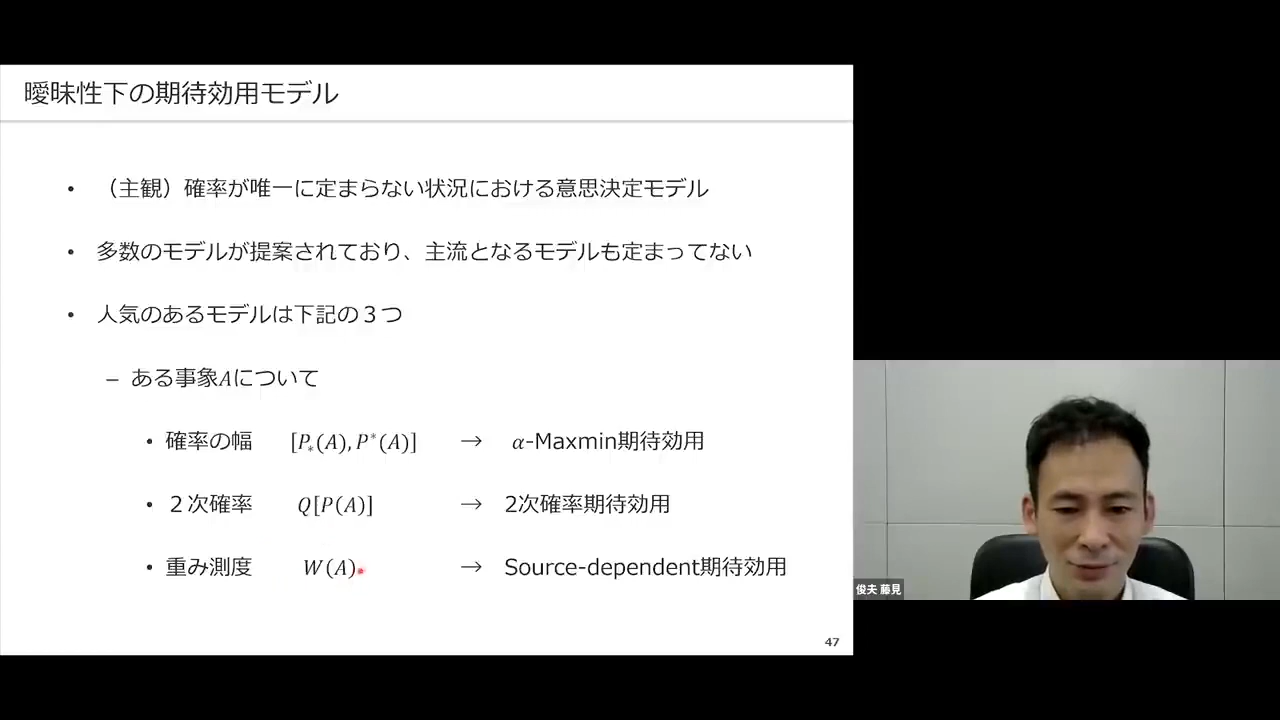 曖昧性下の期待効用モデル
• （主観）確率が唯一に定まらない状況における意思決定モデル
• 多数のモデルが提案されており、主流となるモデルも定まってない
• 人気のあるモデルは下記の３つ
– ある事象Aについて
• 確率の幅 [P_*(A), P^*(A)] → α-Maxmin期待効用
• ２次確率 Q[P(A)] → 2次確率期待効用
• 重み測度 W(A) → Source-dependent期待効用
俊夫 藤見
47